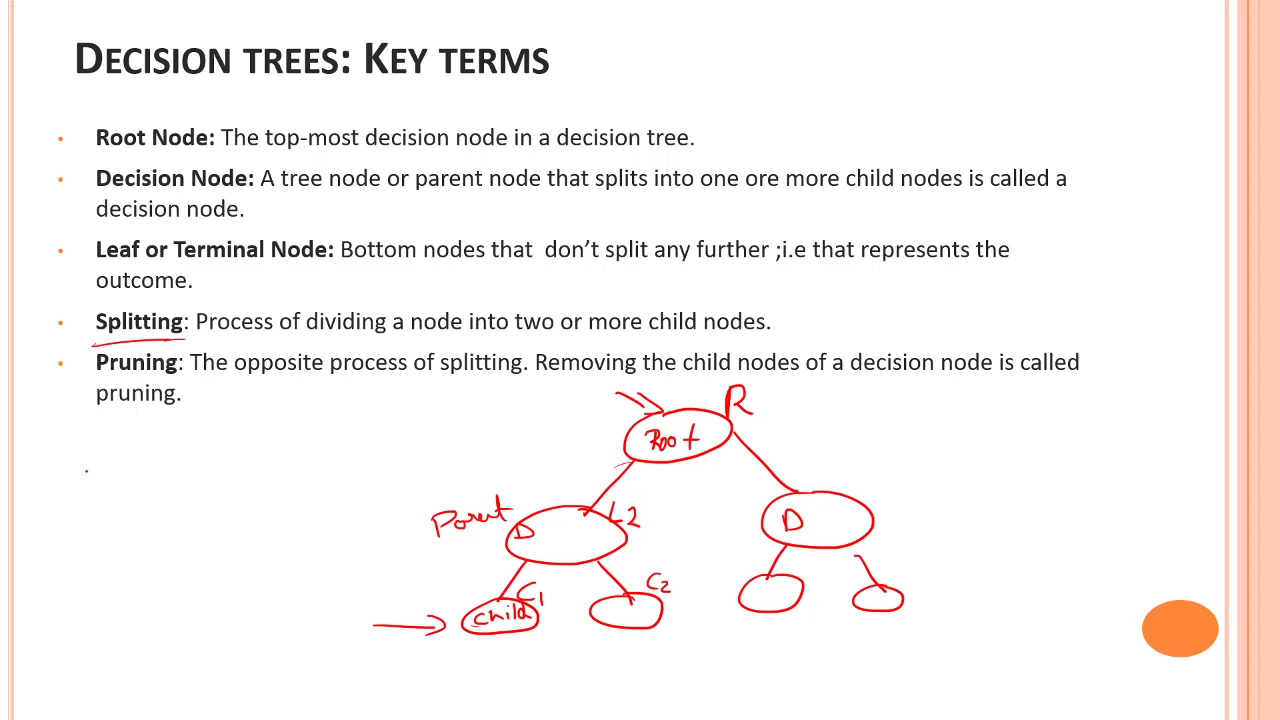 DECISION TREES: KEY TERMS
• Root Node: The top-most decision node in a decision tree.
• Decision Node: A tree node or parent node that splits into one ore more child nodes is called a
decision node.
• Leaf or Terminal Node: Bottom nodes that don't split any further ;i.e that represents the
outcome.
• Splitting: Process of dividing a node into two or more child nodes.
• Pruning: The opposite process of splitting. Removing the child nodes of a decision node is called
pruning.
R
Root
Parent
L2
D
D
C1
C2
child